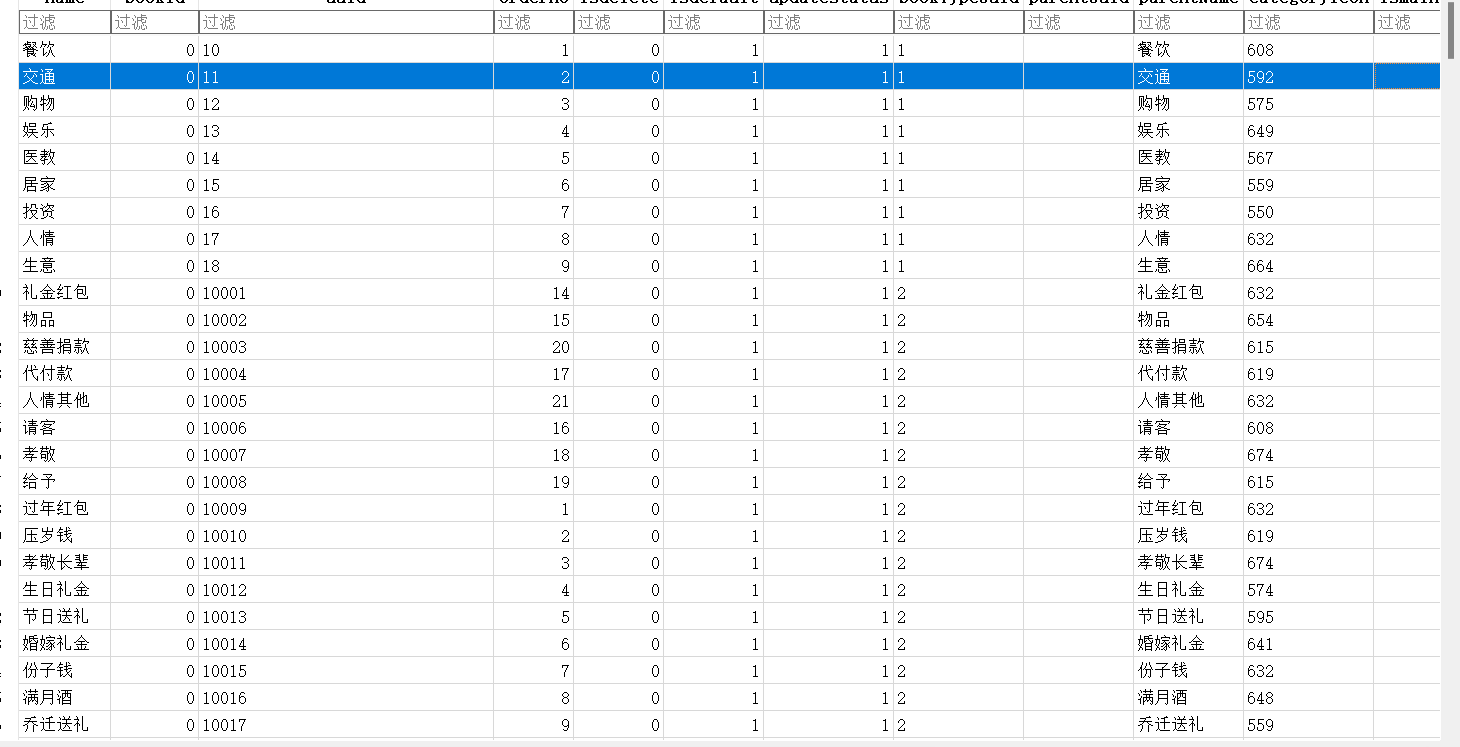 过滤 过滤 过滤 过滤 过滤 过滤 过滤 过滤 过滤 过滤 过滤 过滤
餐饮 0 10 1 0 1 1 1 餐饮 608
交通 0 11 2 0 1 1 1 交通 592
购物 0 12 3 0 1 1 1 购物 575
娱乐 0 13 4 0 1 1 1 娱乐 649
医教 0 14 5 0 1 1 1 医教 567
居家 0 15 6 0 1 1 1 居家 559
投资 0 16 7 0 1 1 1 投资 550
人情 0 17 8 0 1 1 1 人情 632
生意 0 18 9 0 1 1 1 生意 664
礼金红包 0 10001 14 0 1 1 2 礼金红包 632
物品 0 10002 15 0 1 1 2 物品 654
慈善捐款 0 10003 20 0 1 1 2 慈善捐款 615
代付款 0 10004 17 0 1 1 2 代付款 619
人情其他 0 10005 21 0 1 1 2 人情其他 632
请客 0 10006 16 0 1 1 2 请客 608
孝敬 0 10007 18 0 1 1 2 孝敬 674
给予 0 10008 19 0 1 1 2 给予 615
过年红包 0 10009 1 0 1 1 2 过年红包 632
压岁钱 0 10010 2 0 1 1 2 压岁钱 619
孝敬长辈 0 10011 3 0 1 1 2 孝敬长辈 674
生日礼金 0 10012 4 0 1 1 2 生日礼金 574
节日送礼 0 10013 5 0 1 1 2 节日送礼 595
婚嫁礼金 0 10014 6 0 1 1 2 婚嫁礼金 641
份子钱 0 10015 7 0 1 1 2 份子钱 632
满月酒 0 10016 8 0 1 1 2 满月酒 648
乔迁送礼 0 10017 9 0 1 1 2 乔迁送礼 559